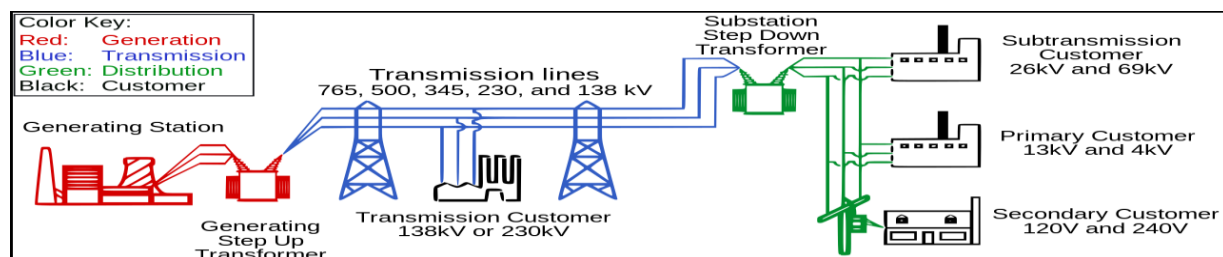 Color Key:
Red: Generation
Blue: Transmission
Green: Distribution
Black: Customer
Generating Station
Generating
Step Up
Transformer
Transmission lines
765, 500, 345, 230, and 138 kV
Transmission Customer
138kV or 230kV
Substation
Step Down
Transformer
Subtransmission
Customer
26kV and 69kV
Primary Customer
13kV and 4kV
Secondary Customer
120V and 240V